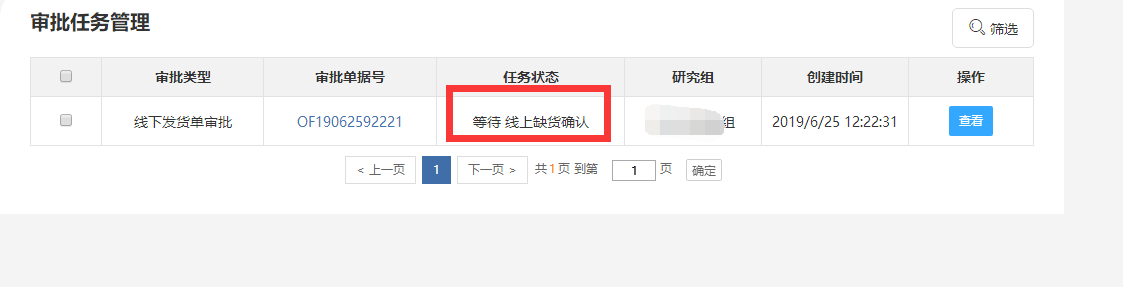 审批任务管理
筛选
审批类型 审批单据号 任务状态 研究组 创建时间 操作
线下发货单审批 OF19062592221 等待 线上缺货确认 组 2019/6/25 12:22:31 查看
< 上一页 1 下一页 > 共1页 到第 1 页 确定